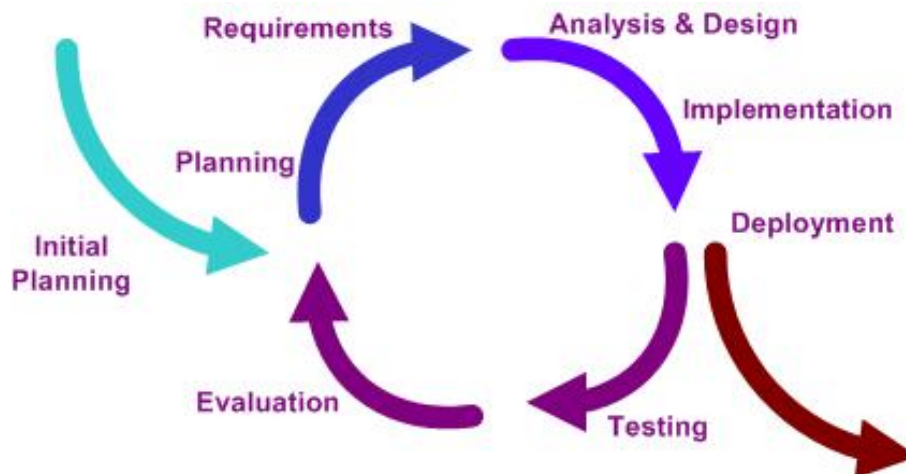 Requirements
Analysis & Design
Implementation
Planning
Deployment
Initial
Planning
Evaluation
Testing